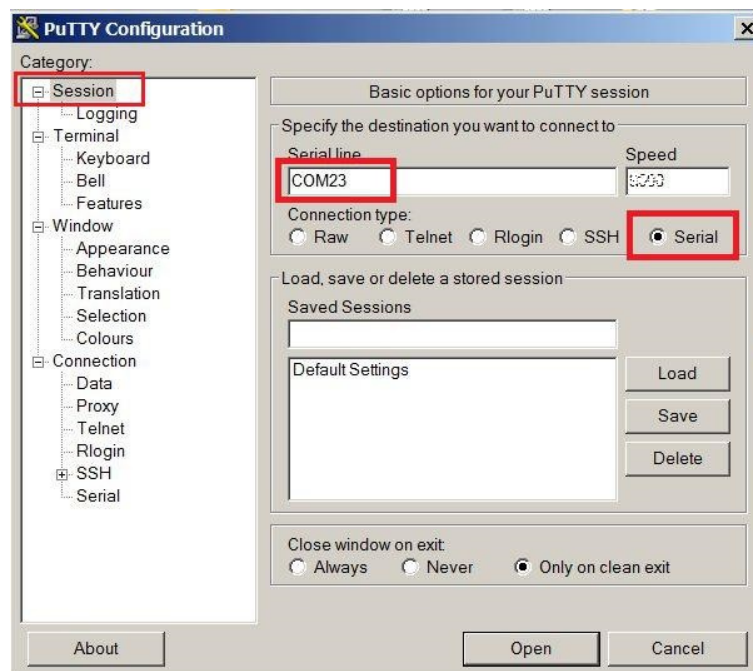 PuTTY Configuration
Category:
Session
Logging
Terminal
Keyboard
Bell
Features
Window
Appearance
Behaviour
Translation
Selection
Colours
Connection
Data
Proxy
Telnet
Rlogin
SSH
Serial
Basic options for your PuTTY session
Specify the destination you want to connect to
Serial line
Speed
COM23
Connection type:
Raw Telnet Rlogin SSH Serial
Load, save or delete a stored session
Saved Sessions
Default Settings
Load
Save
Delete
Close window on exit:
Always Never Only on clean exit
About
Open
Cancel